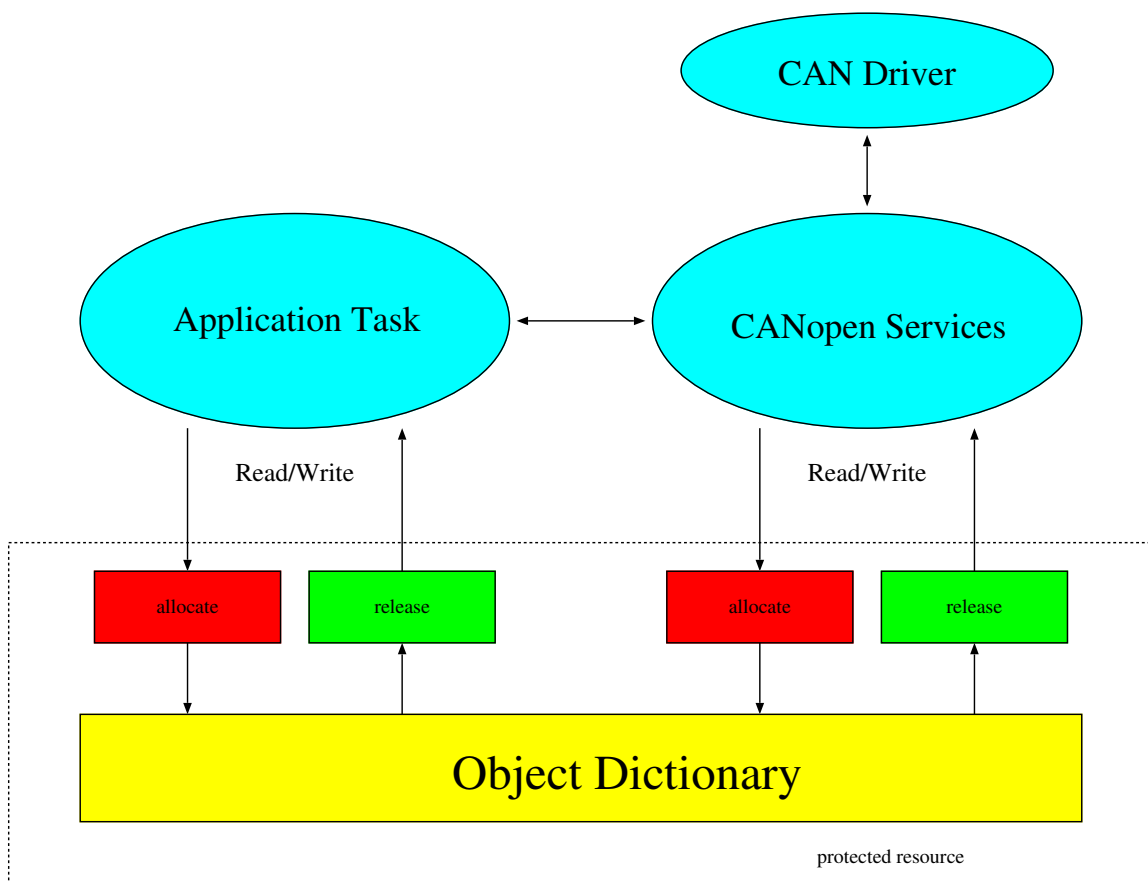 CAN Driver
Application Task
CANopen Services
Read/Write
Read/Write
allocate
release
allocate
release
Object Dictionary
protected resource